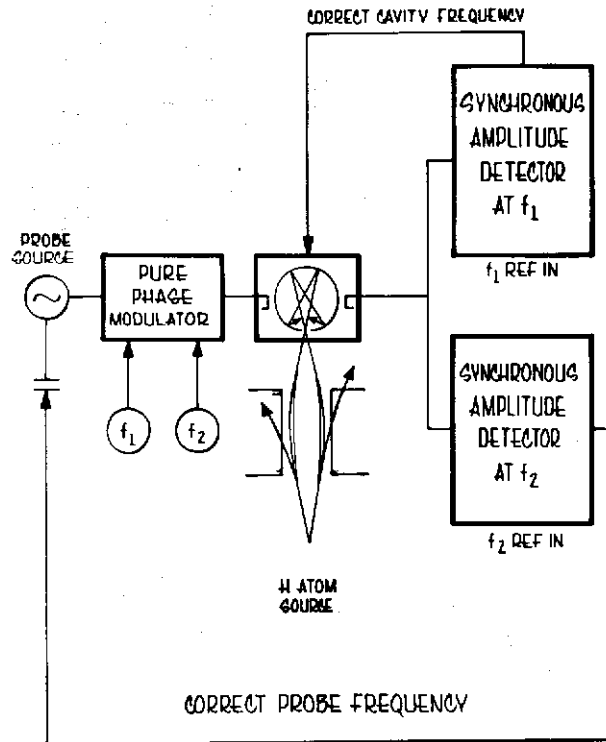 CORRECT CAVITY FREQUENCY
SYNCHRONOUS
AMPLITUDE
DETECTOR
AT f₁
f₁ REF IN
PROBE
SOURCE
PURE
PHASE
MODULATOR
f₁
f₂
SYNCHRONOUS
AMPLITUDE
DETECTOR
AT f₂
f₂ REF IN
H ATOM
SOURCE
CORRECT PROBE FREQUENCY